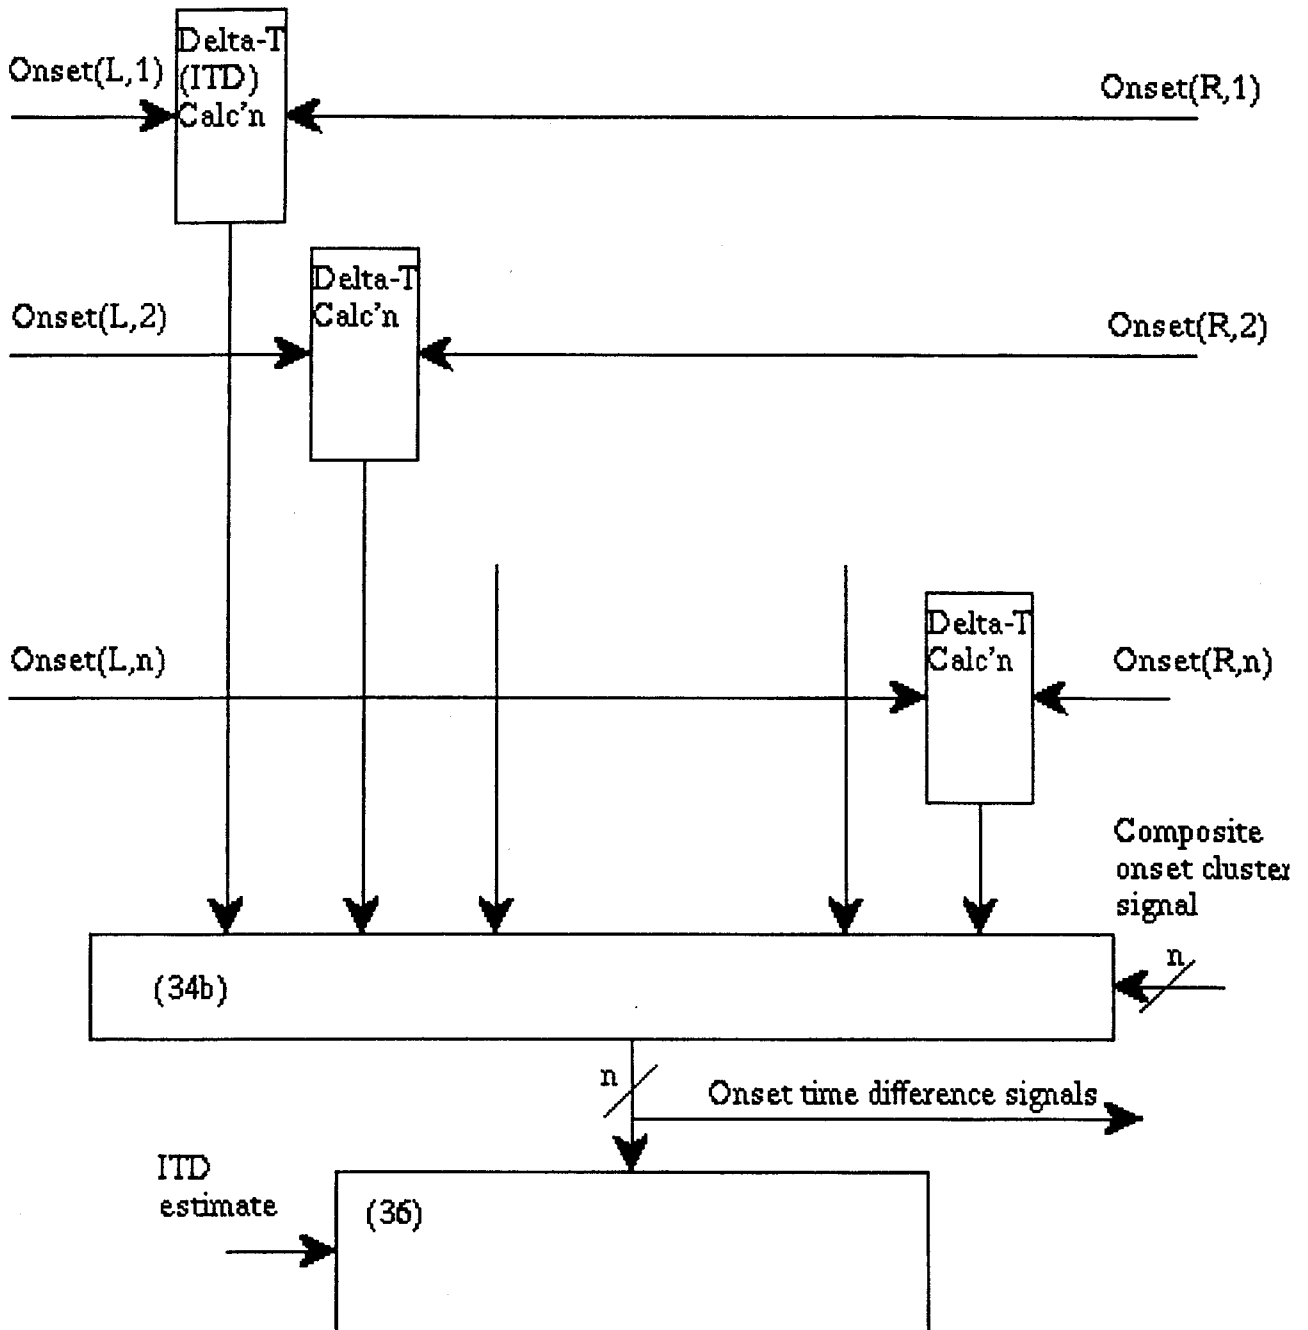 Delta-T
(ITD)
Calc'n
Onset(L,1)
Onset(R,1)
Delta-T
Calc'n
Onset(L,2)
Onset(R,2)
Delta-T
Calc'n
Onset(L,n)
Onset(R,n)
Composite
onset cluster
signal
n
(34b)
n
Onset time difference signals
ITD
estimate
(36)